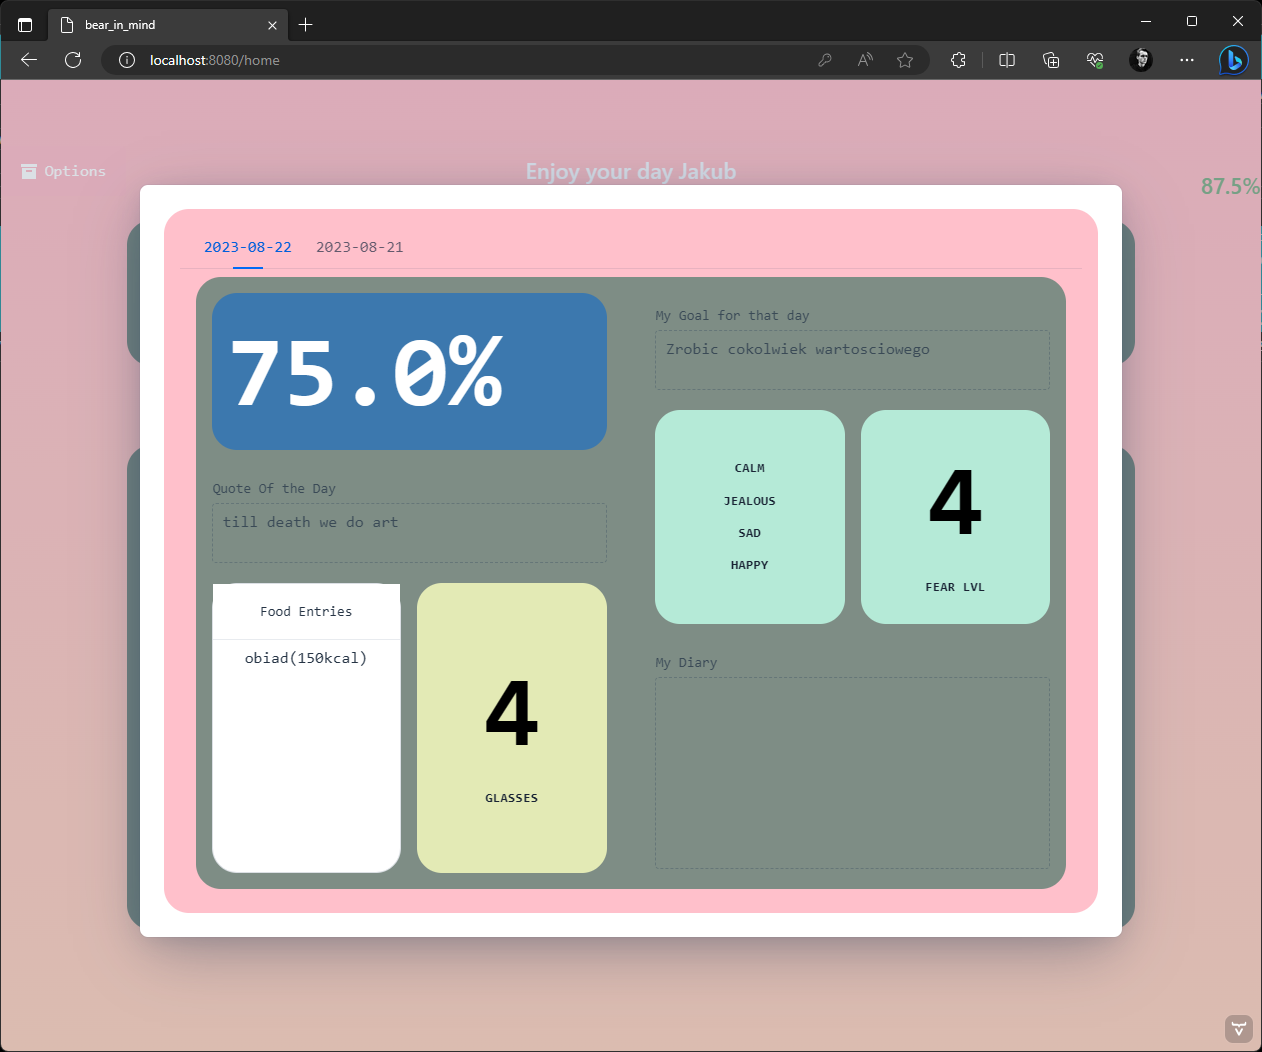 bear_in_mind
localhost:8080/home
Options
Enjoy your day Jakub
87.5%
2023-08-22 2023-08-21
75.0%
Quote Of the Day
till death we do art
Food Entries
obiad(150kcal)
4
GLASSES
My Goal for that day
Zrobic cokolwiek wartosciowego
CALM
JEALOUS
SAD
HAPPY
4
FEAR LVL
My Diary